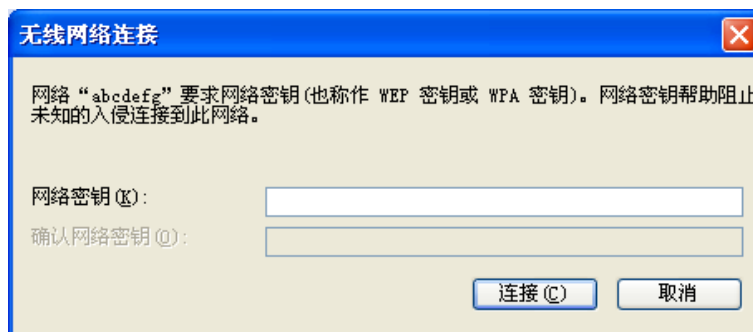 无线网络连接
网络“abcdefg”要求网络密钥(也称作 WEP 密钥或 WPA 密钥)。网络密钥帮助阻止
未知的入侵连接到此网络。
网络密钥(K):
确认网络密钥(O):
连接(C)
取消